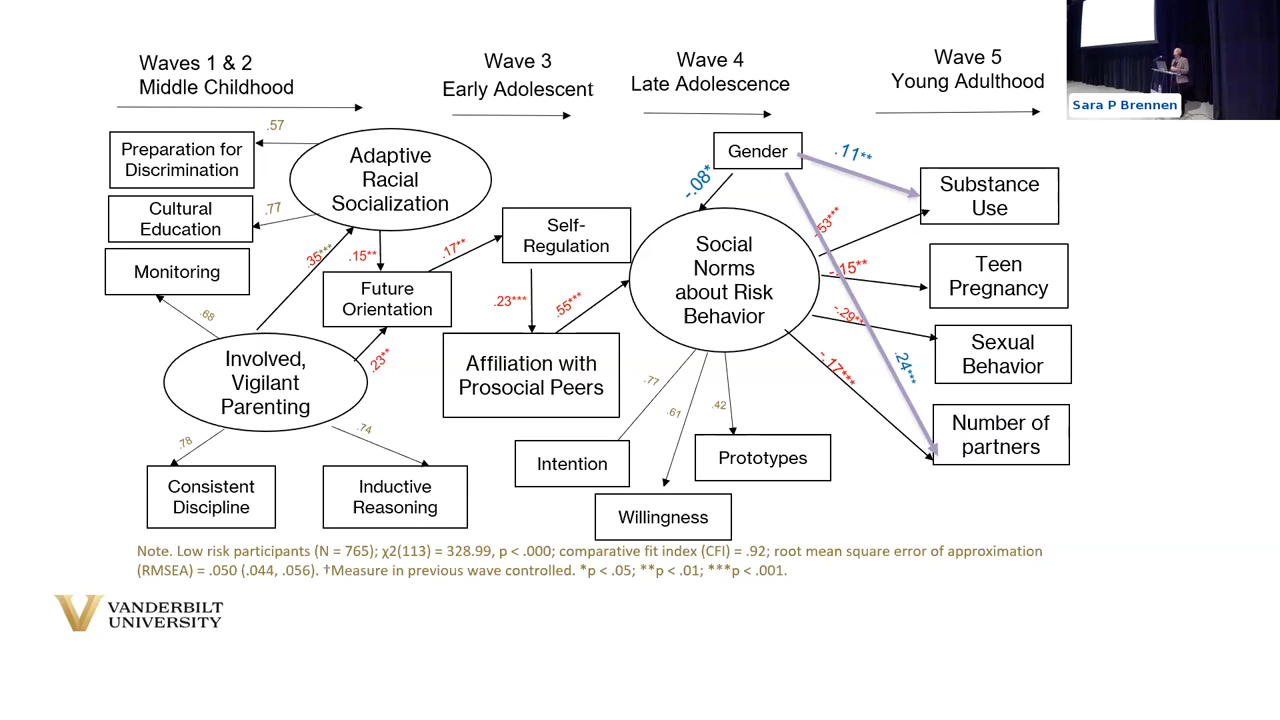 Waves 1 & 2
Middle Childhood
Wave 3
Early Adolescent
Wave 4
Late Adolescence
Wave 5
Young Adulthood
Sara P Brennen
.57
Preparation for
Discrimination
Adaptive
Racial
Socialization
Gender
.11**
-.08*
Substance
Use
Cultural
Education
.77
Self-
Regulation
.53***
Monitoring
.35***
.15**
.17**
Social
Norms
about Risk
Behavior
-.15**
Teen
Pregnancy
Future
Orientation
.68
.23***
.55***
-.29**
Sexual
Behavior
Involved,
Vigilant
Parenting
.23**
Affiliation with
Prosocial Peers
-.17***
.24***
.77
.61
.42
Number of
partners
.78
.74
Intention
Prototypes
Consistent
Discipline
Inductive
Reasoning
Willingness
Note. Low risk participants (N = 765); χ2(113) = 328.99, p < .000; comparative fit index (CFI) = .92; root mean square error of approximation
(RMSEA) = .050 (.044, .056). †Measure in previous wave controlled. *p < .05; **p < .01; ***p < .001.
VANDERBILT
UNIVERSITY